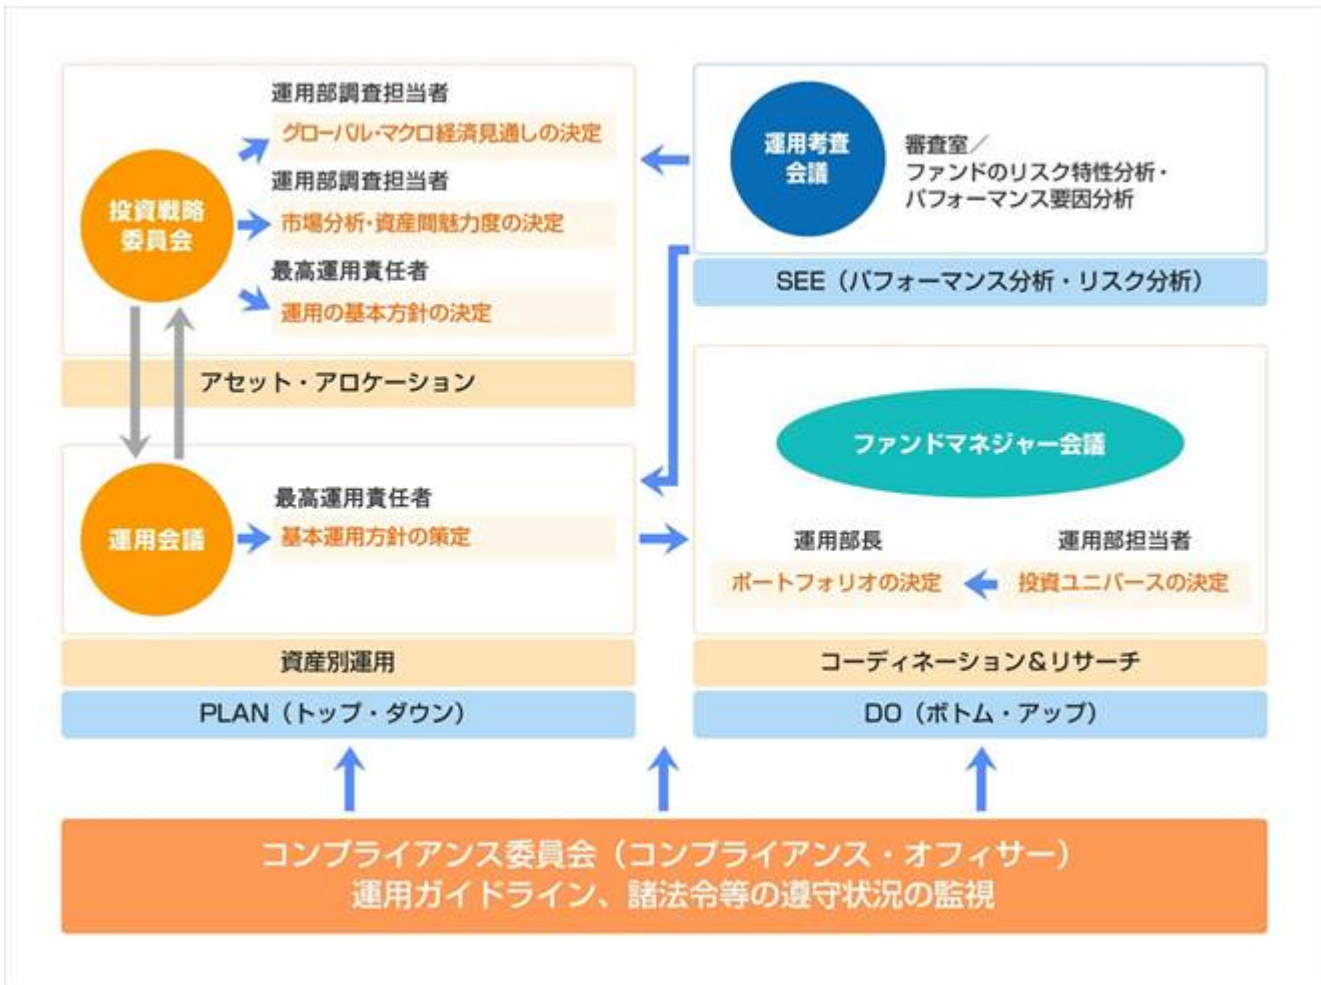 運用部調査担当者
グローバル・マクロ経済見通しの決定
投資戦略
委員会
運用部調査担当者
市場分析・資産間魅力度の決定
最高運用責任者
運用の基本方針の決定
アセット・アロケーション
運用考査
会議
審査室／
ファンドのリスク特性分析・
パフォーマンス要因分析
SEE（パフォーマンス分析・リスク分析）
運用会議
最高運用責任者
基本運用方針の策定
資産別運用
PLAN（トップ・ダウン）
ファンドマネジャー会議
運用部長
ポートフォリオの決定
運用部担当者
投資ユニバースの決定
コーディネーション＆リサーチ
DO（ボトム・アップ）
コンプライアンス委員会（コンプライアンス・オフィサー）
運用ガイドライン、諸法令等の遵守状況の監視